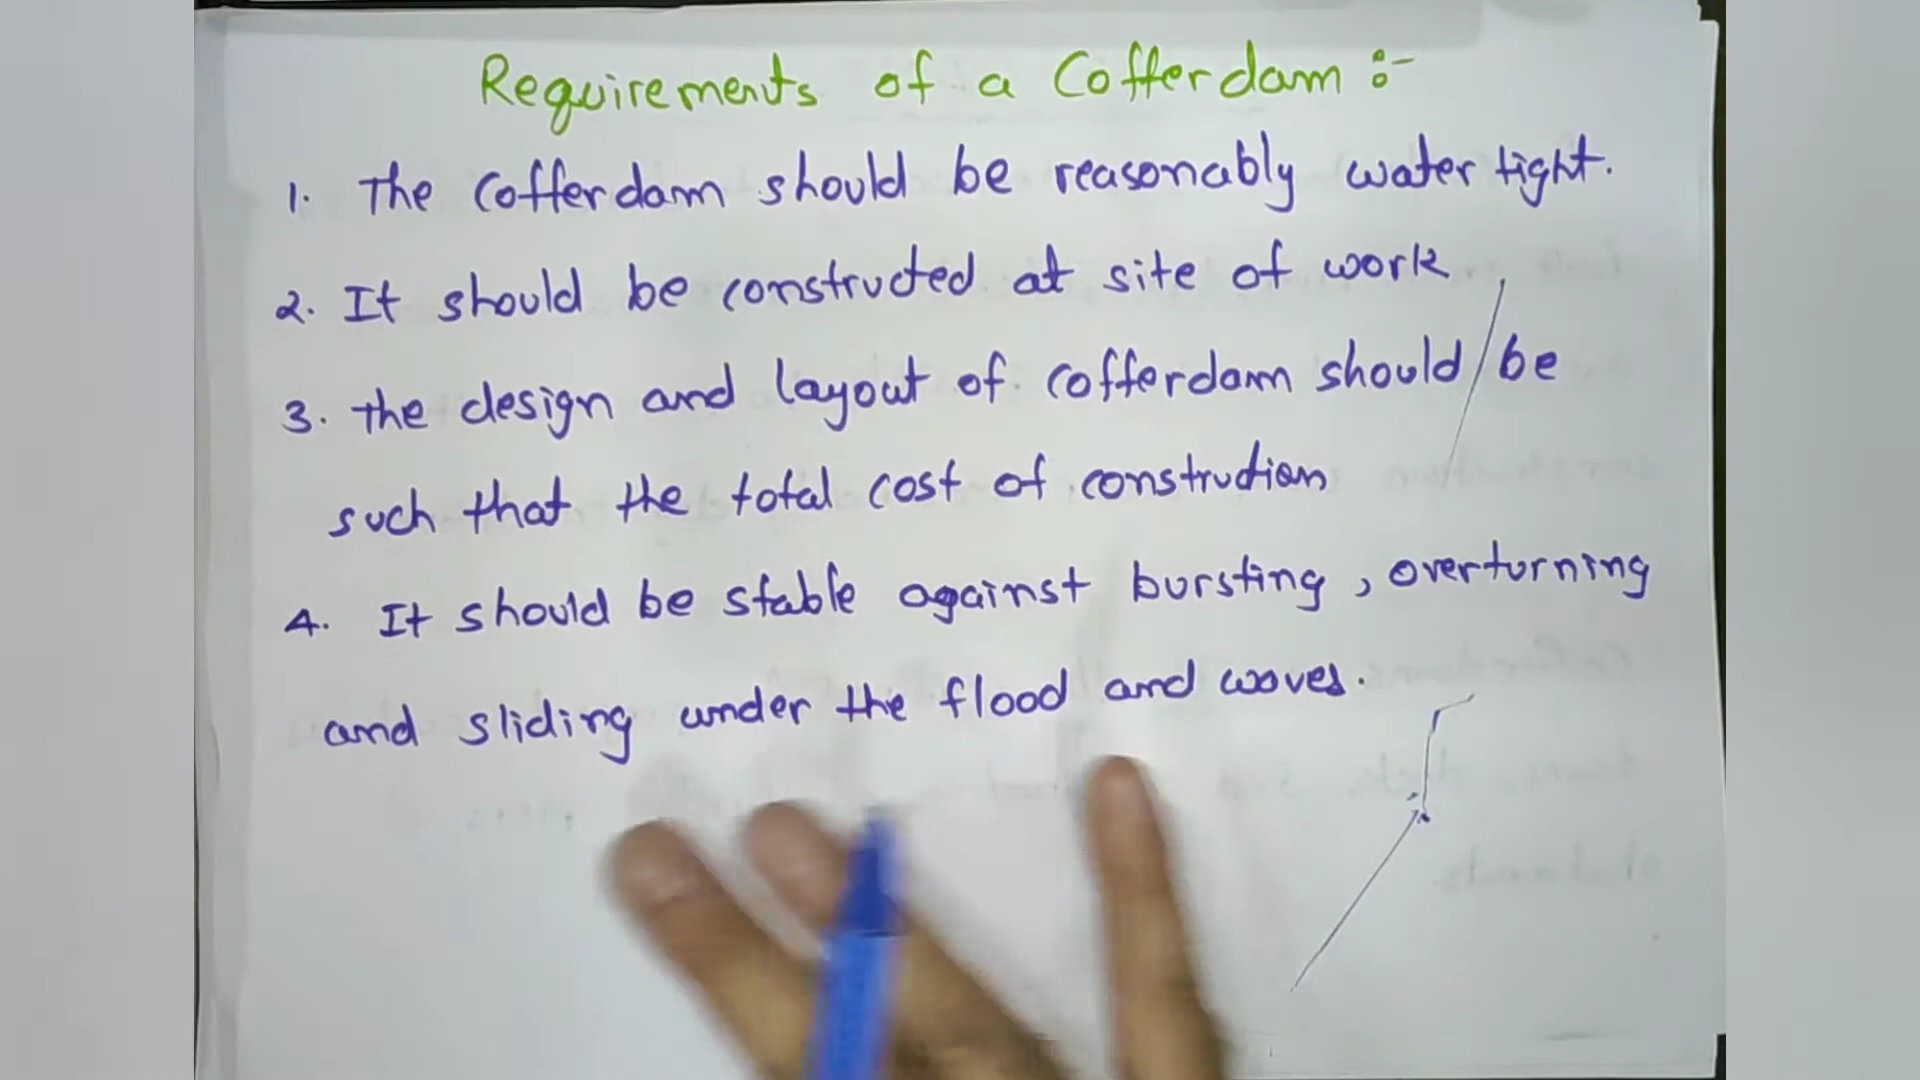 Requirements of a Cofferdam :-
1. The Cofferdam should be reasonably water tight.
2. It should be constructed at site of work
3. the design and layout of cofferdam should be
such that the total cost of construction
4. It should be stable against bursting, overturning
and sliding under the flood and waves.